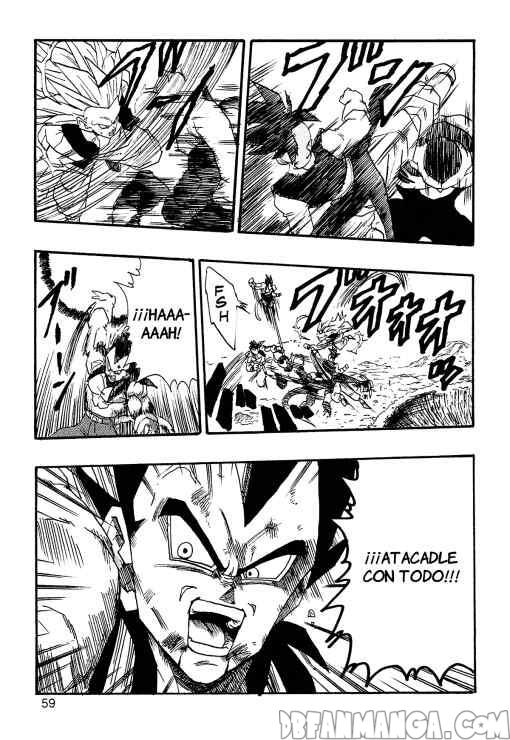 ¡¡¡HAAA-
AAAH!
FSH
¡¡¡ATACADLE
CON TODO!!!
59
DBFANMANGA.COM